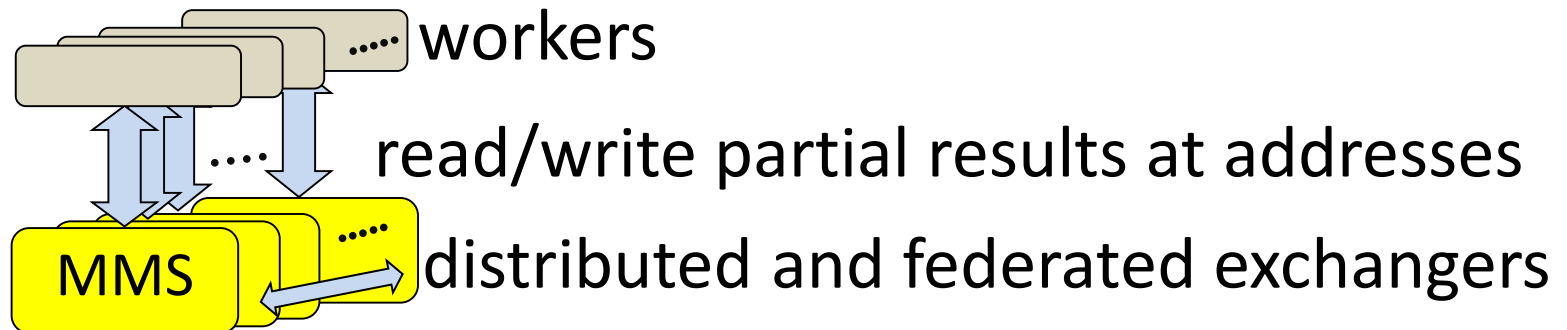 workers
read/write partial results at addresses
MMS
distributed and federated exchangers